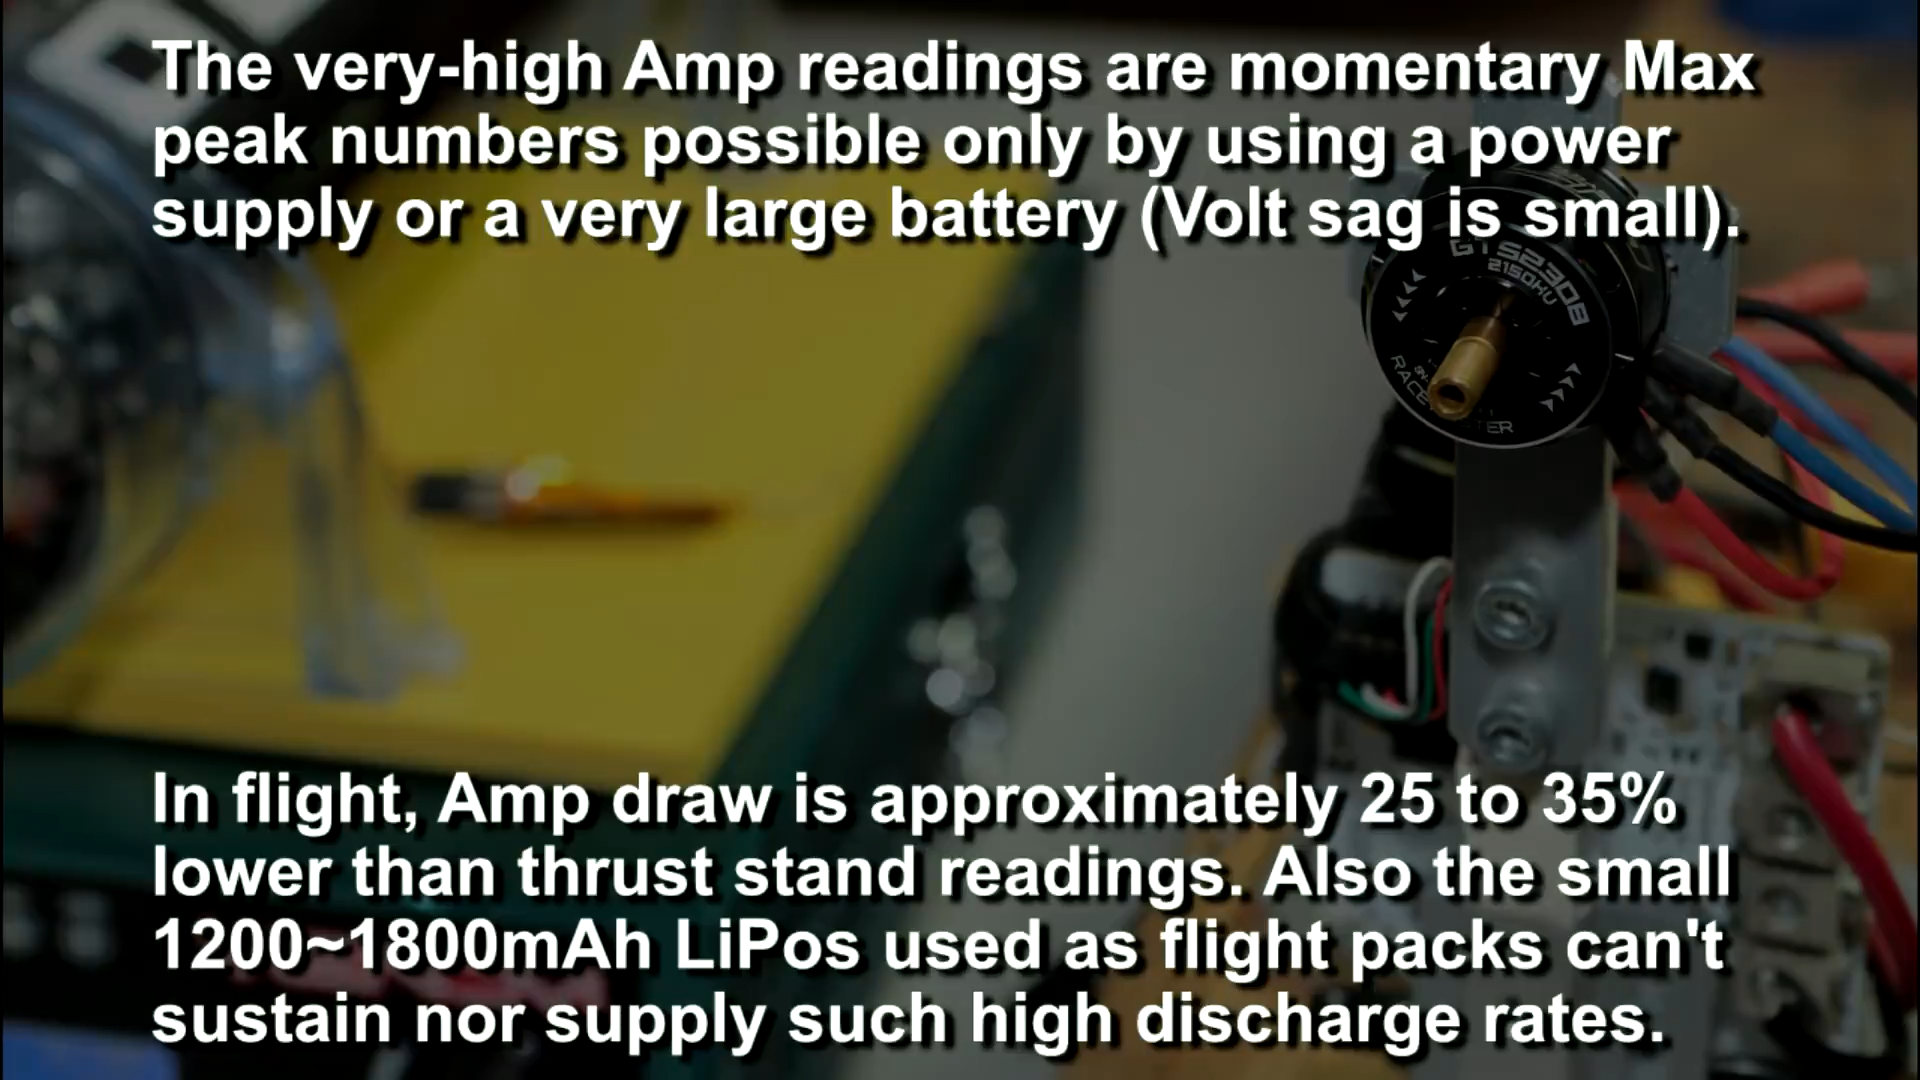 The very-high Amp readings are momentary Max
peak numbers possible only by using a power
supply or a very large battery (Volt sag is small).
GTS2308
2150KU
RACE
TER
In flight, Amp draw is approximately 25 to 35%
lower than thrust stand readings. Also the small
1200~1800mAh LiPos used as flight packs can't
sustain nor supply such high discharge rates.